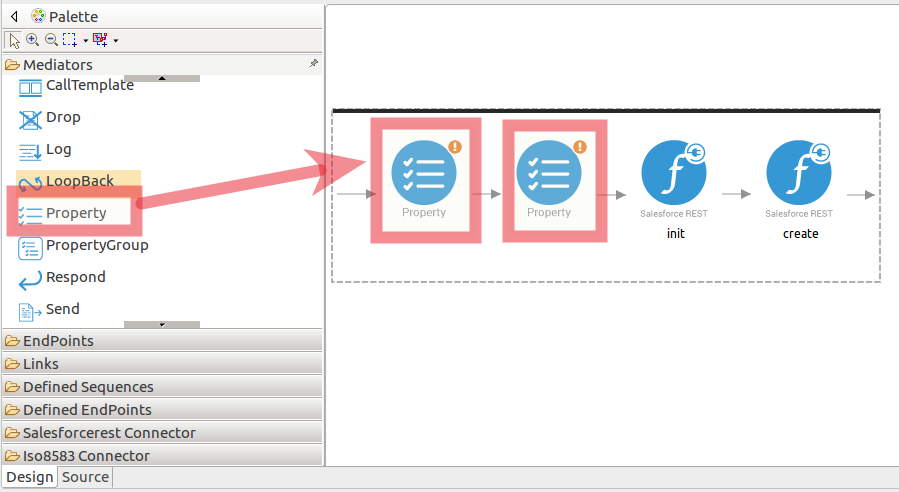 Palette
Mediators
CallTemplate
Drop
Log
LoopBack
Property
PropertyGroup
Respond
Send
EndPoints
Links
Defined Sequences
Defined EndPoints
Salesforcerest Connector
Iso8583 Connector
Design Source
Property
Property
Salesforce REST
init
Salesforce REST
create